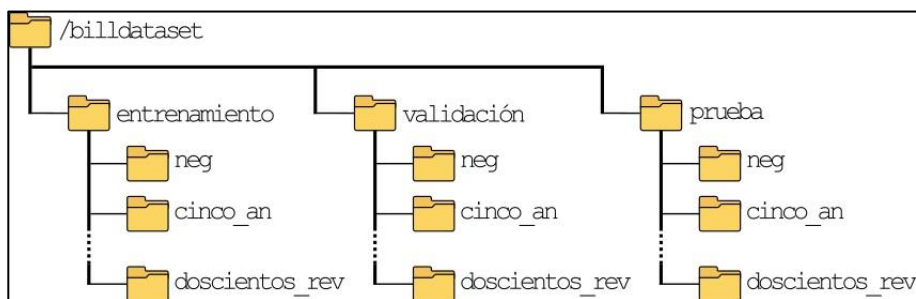 /billdataset
entrenamiento validación prueba
neg neg neg
cinco_an cinco_an cinco_an
doscientos_rev doscientos_rev doscientos_rev